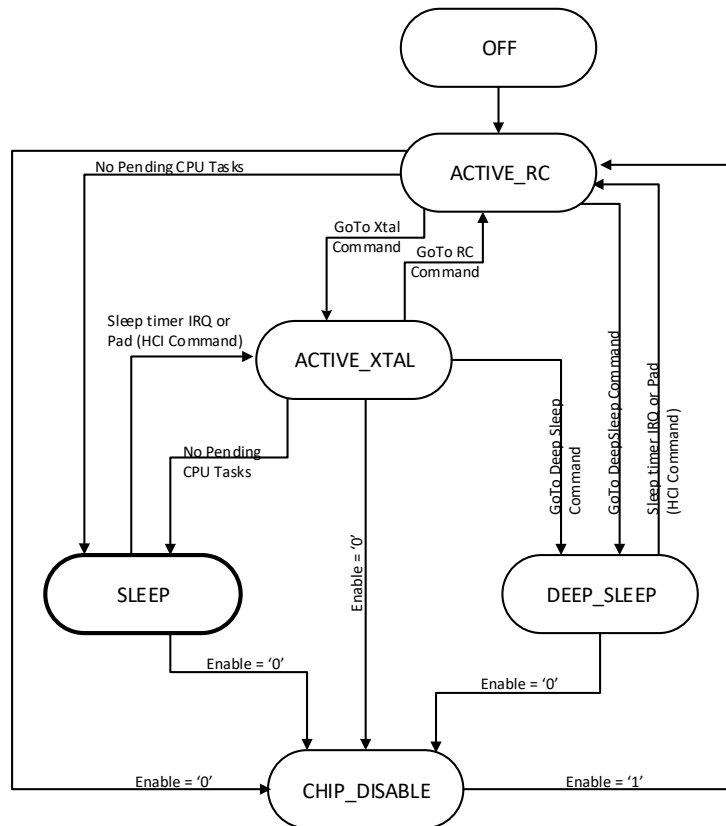 OFF
ACTIVE_RC
No Pending CPU Tasks
GoTo Xtal
Command
GoTo RC
Command
Sleep timer IRQ or
Pad (HCI Command)
ACTIVE_XTAL
No Pending
CPU Tasks
GoTo Deep Sleep
Command
GoTo DeepSleep Command
Sleep timer IRQ or Pad
(HCI Command)
Enable = ‘0’
SLEEP
DEEP_SLEEP
Enable = ‘0’
Enable = ‘0’
Enable = ‘0’
CHIP_DISABLE
Enable = ‘1’